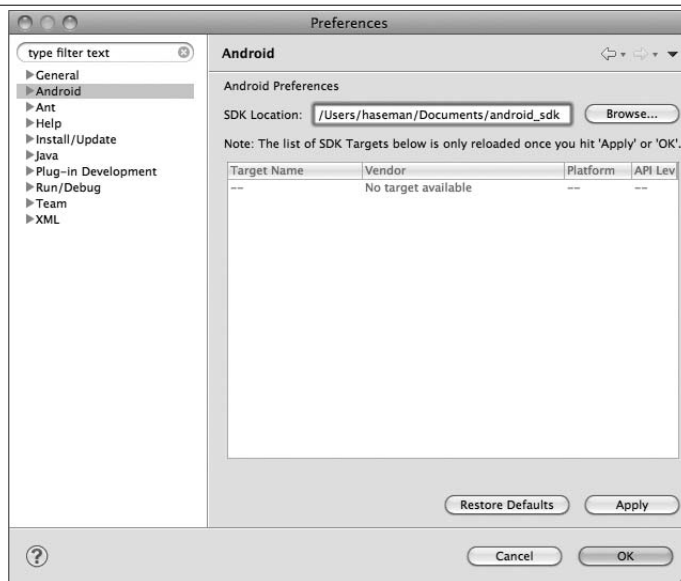 Preferences
type filter text
General
Android
Ant
Help
Install/Update
Java
Plug-in Development
Run/Debug
Team
XML
Android
Android Preferences
SDK Location: /Users/haseman/Documents/android_sdk Browse...
Note: The list of SDK Targets below is only reloaded once you hit 'Apply' or 'OK'.
Target Name Vendor Platform API Lev
-- No target available -- --
Restore Defaults Apply
? Cancel OK